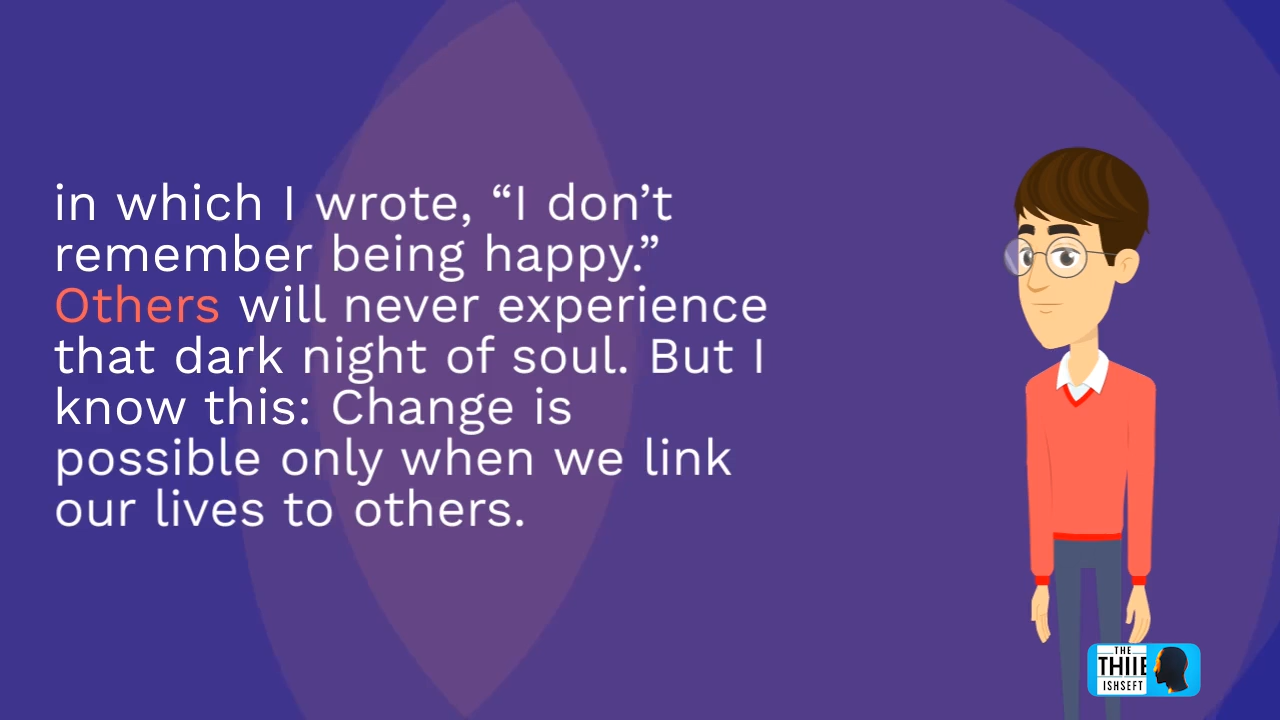 in which I wrote, “I don’t
remember being happy.”
Others will never experience
that dark night of soul. But I
know this: Change is
possible only when we link
our lives to others.
THE
THIIE
ISHSEFT